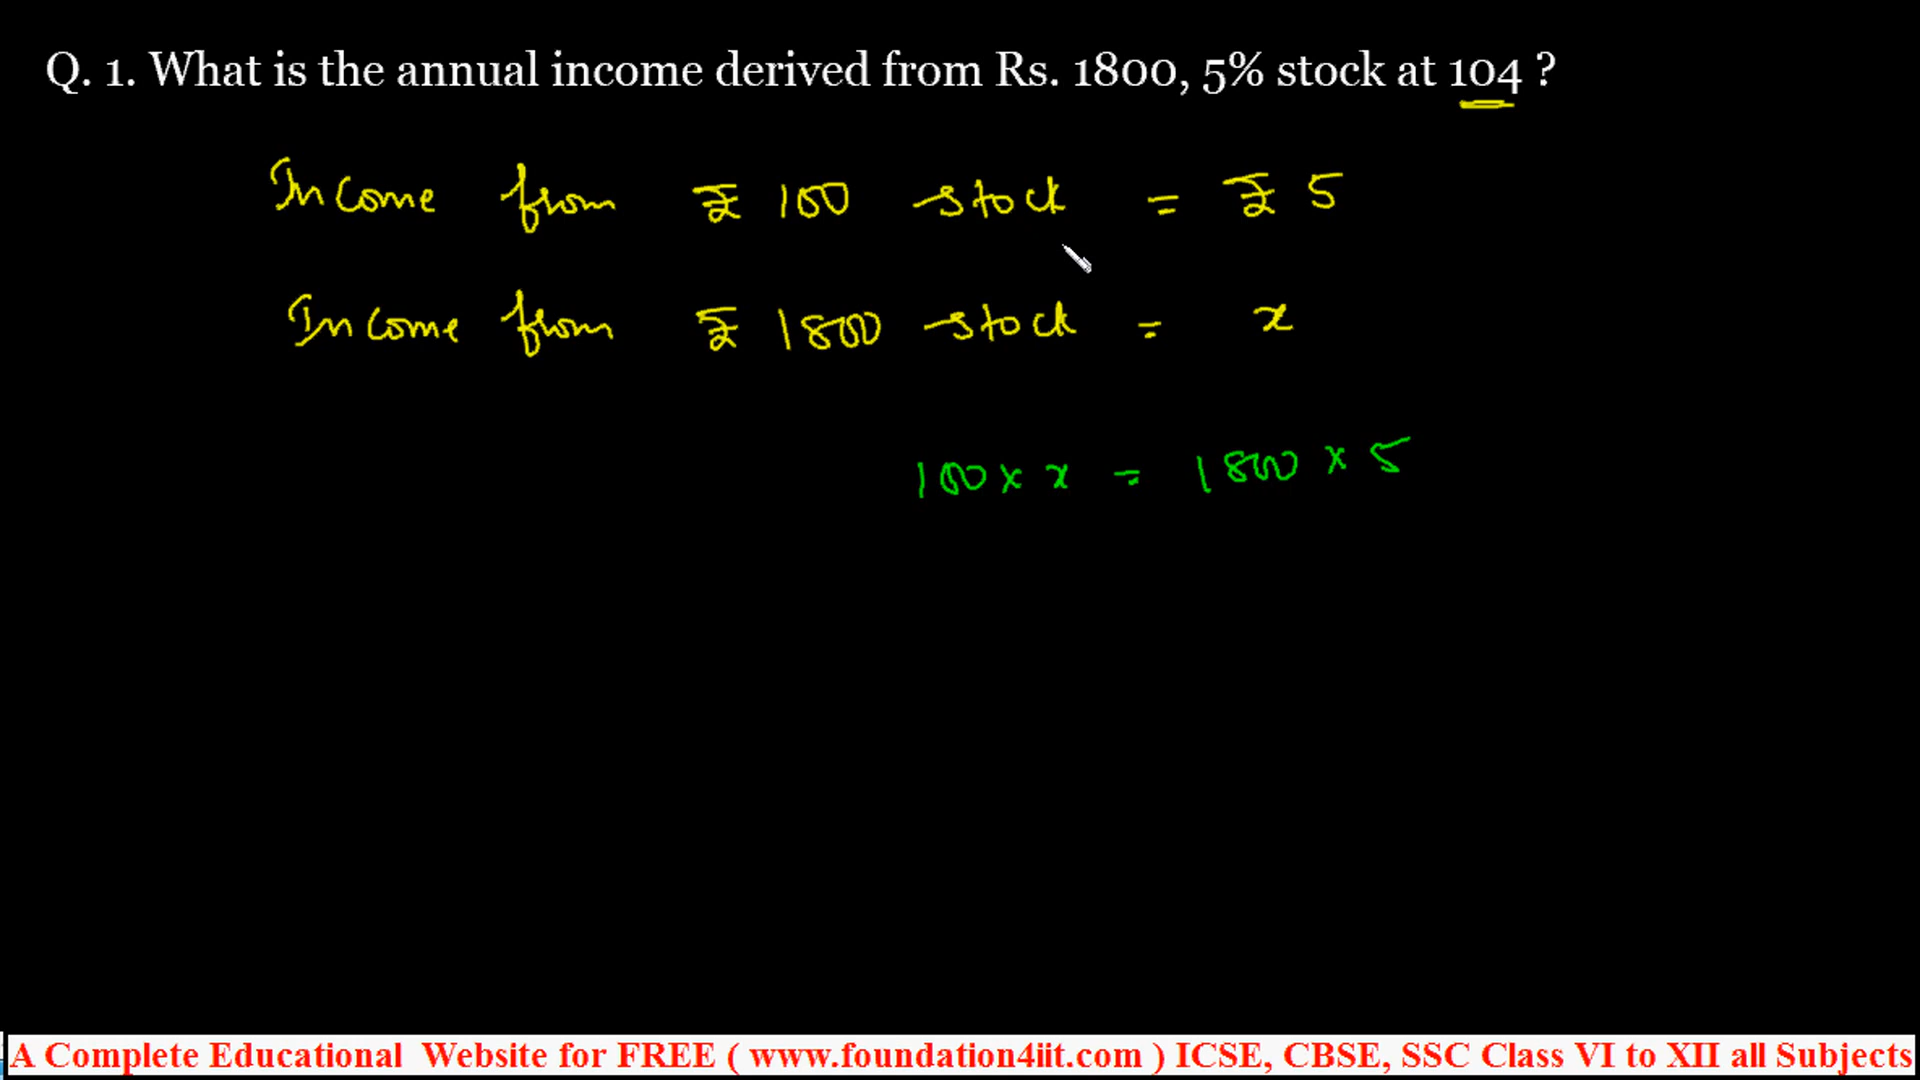 Q. 1. What is the annual income derived from Rs. 1800, 5% stock at 104 ?
Income from ₹ 100 stock = ₹ 5
Income from ₹ 1800 stock = x
100 × x = 1800 × 5
A Complete Educational Website for FREE ( www.foundation4iit.com ) ICSE, CBSE, SSC Class VI to XII all Subjects